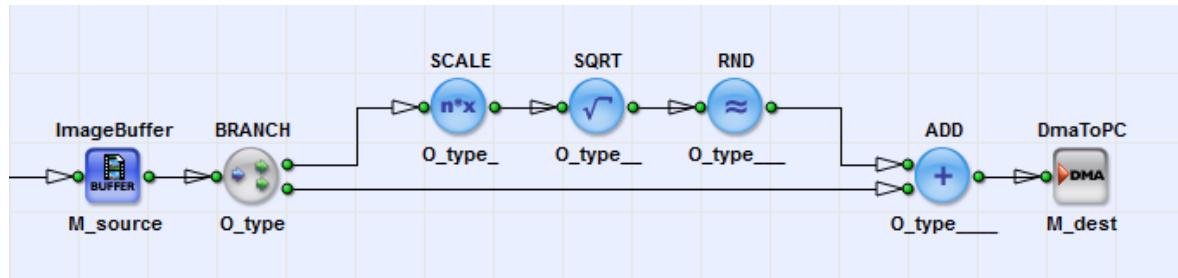 SCALE SQRT RND
n*x √ ≈
O_type_ O_type__ O_type___
ImageBuffer BRANCH ADD DmaToPC
BUFFER + DMA
M_source O_type O_type____ M_dest